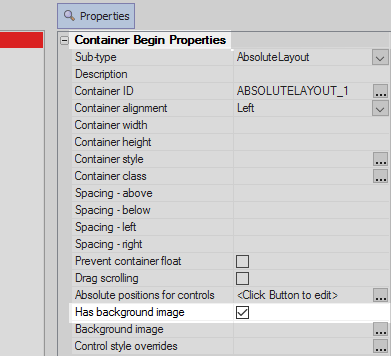 Properties
Container Begin Properties
Sub-type AbsoluteLayout
Description
Container ID ABSOLUTELAYOUT_1 ...
Container alignment Left
Container width
Container height
Container style ...
Container class ...
Spacing - above
Spacing - below
Spacing - left
Spacing - right
Prevent container float
Drag scrolling
Absolute positions for controls <Click Button to edit> ...
Has background image
Background image ...
Control style overrides ...